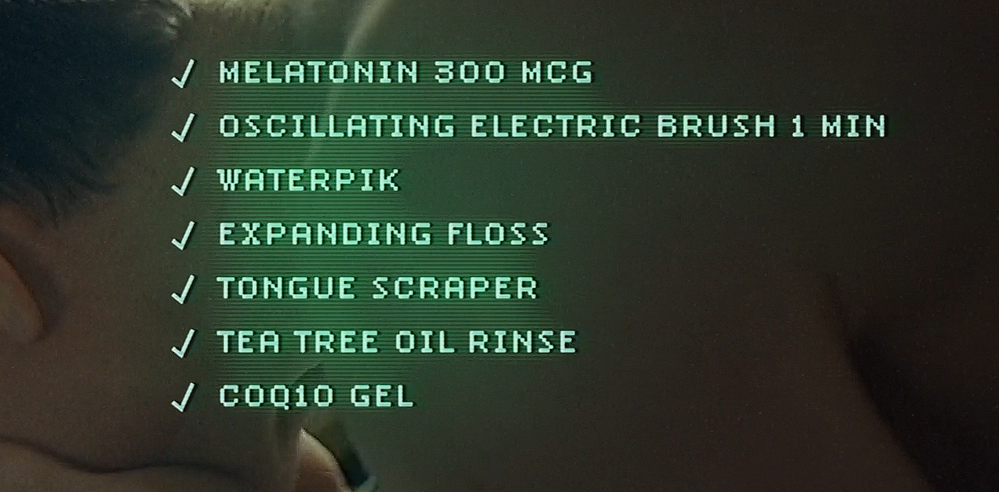 ✓ MELATONIN 300 MCG
✓ OSCILLATING ELECTRIC BRUSH 1 MIN
✓ WATERPIK
✓ EXPANDING FLOSS
✓ TONGUE SCRAPER
✓ TEA TREE OIL RINSE
✓ COQ10 GEL